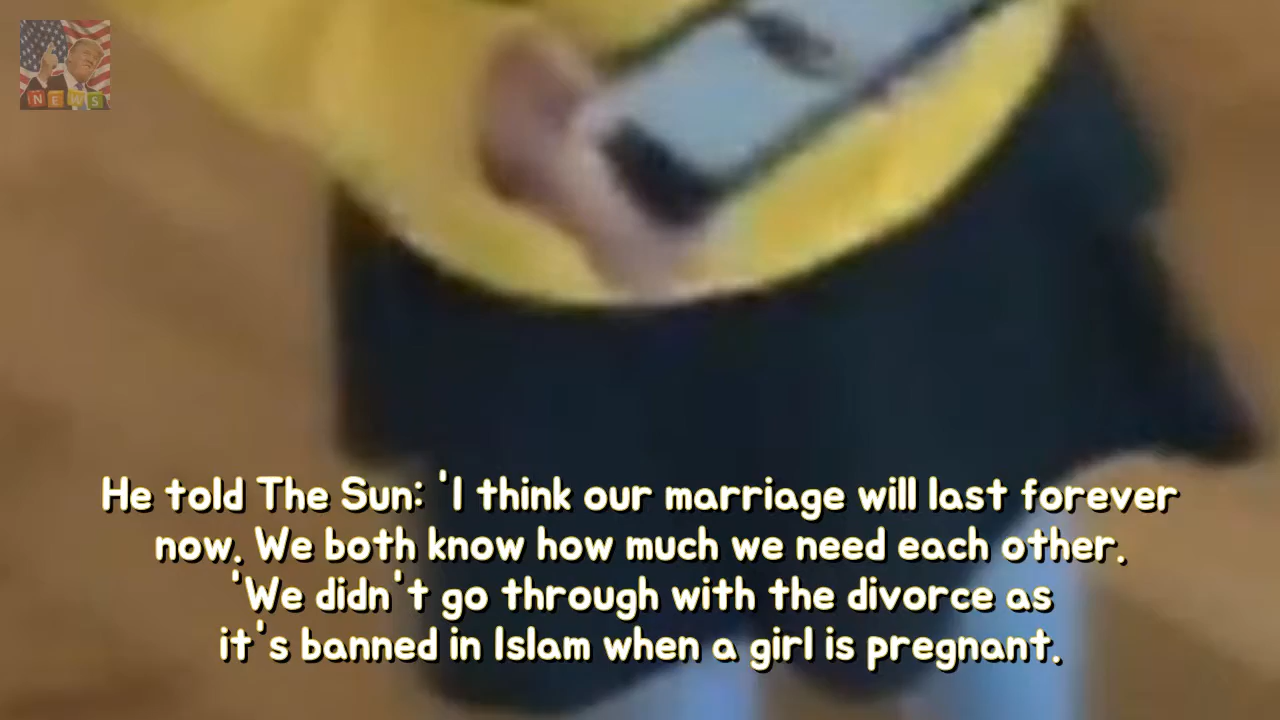 NEWS
He told The Sun: 'I think our marriage will last forever
now. We both know how much we need each other.
'We didn't go through with the divorce as
it's banned in Islam when a girl is pregnant.